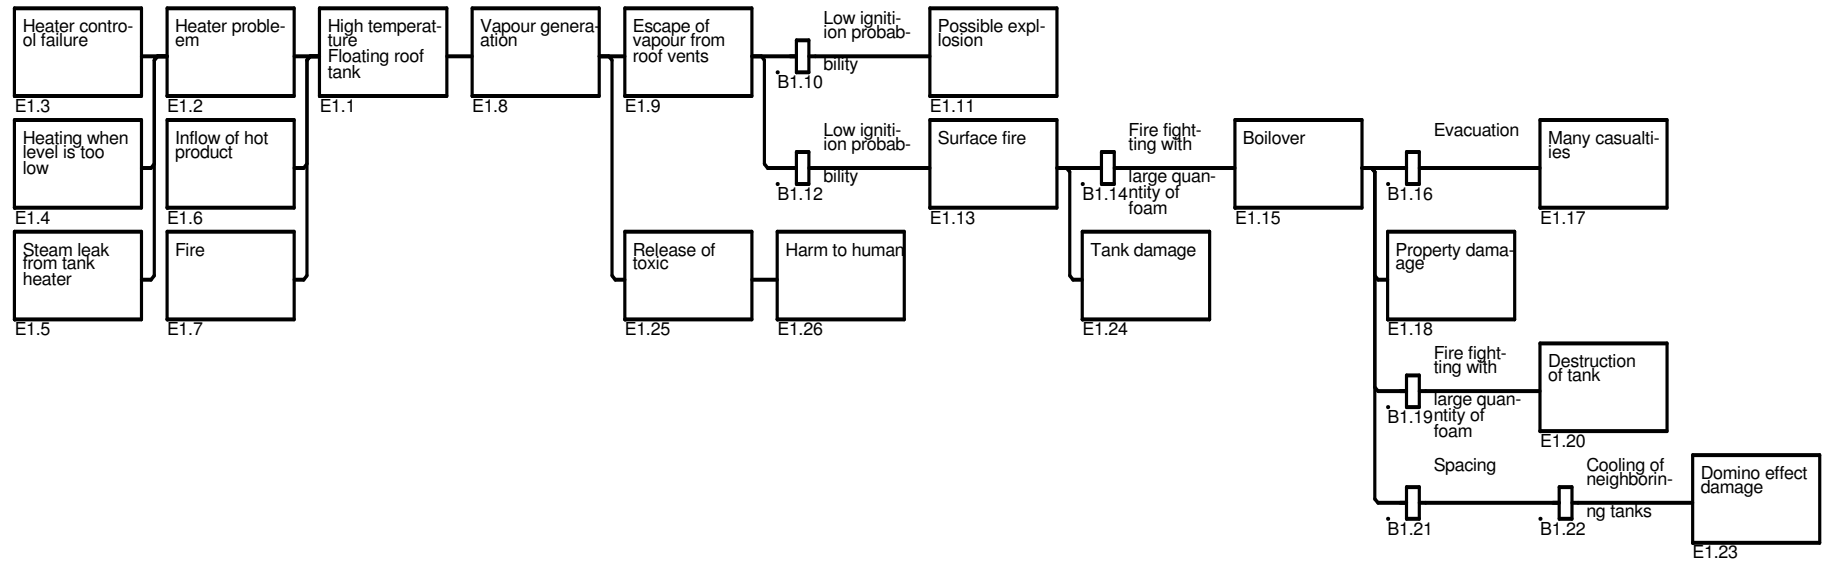 Heater contro-
ol failure
E1.3
Heater proble-
em
E1.2
High temperat-
ture
Floating roof
tank
E1.1
Vapour genera-
ation
E1.8
Escape of
vapour from
roof vents
E1.9
Low igniti-
ion probab-
bility
B1.10
Possible expl-
losion
E1.11
Heating when
level is too
low
E1.4
Inflow of hot
product
E1.6
Low igniti-
ion probab-
bility
B1.12
Surface fire
E1.13
Fire fight-
ting with
large quan-
ntity of
foam
B1.14
Boilover
E1.15
Evacuation
B1.16
Many casualti-
ies
E1.17
Steam leak
from tank
heater
E1.5
Fire
E1.7
Release of
toxic
E1.25
Harm to human
E1.26
Tank damage
E1.24
Property dama-
age
E1.18
Fire fight-
ting with
large quan-
ntity of
foam
B1.19
Destruction
of tank
E1.20
Spacing
B1.21
Cooling of
neighborin-
ng tanks
B1.22
Domino effect
damage
E1.23